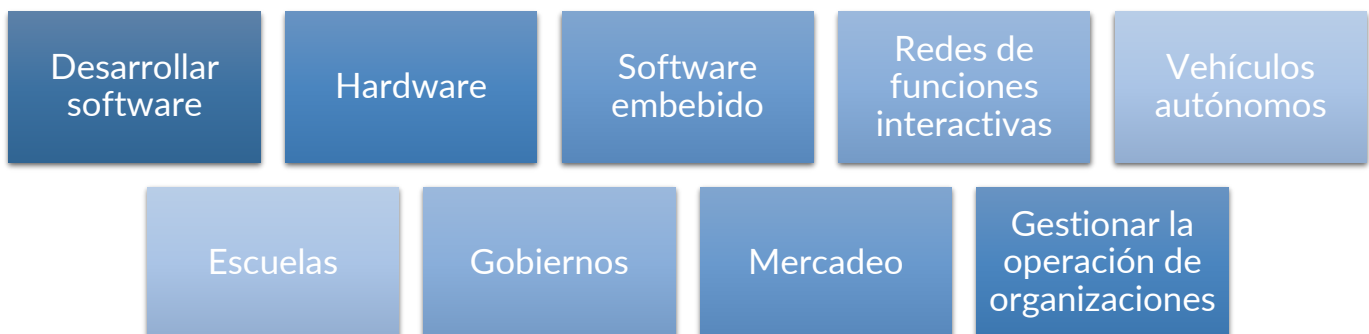 Desarrollar
software
Hardware
Software
embebido
Redes de
funciones
interactivas
Vehículos
autónomos
Escuelas
Gobiernos
Mercadeo
Gestionar la
operación de
organizaciones